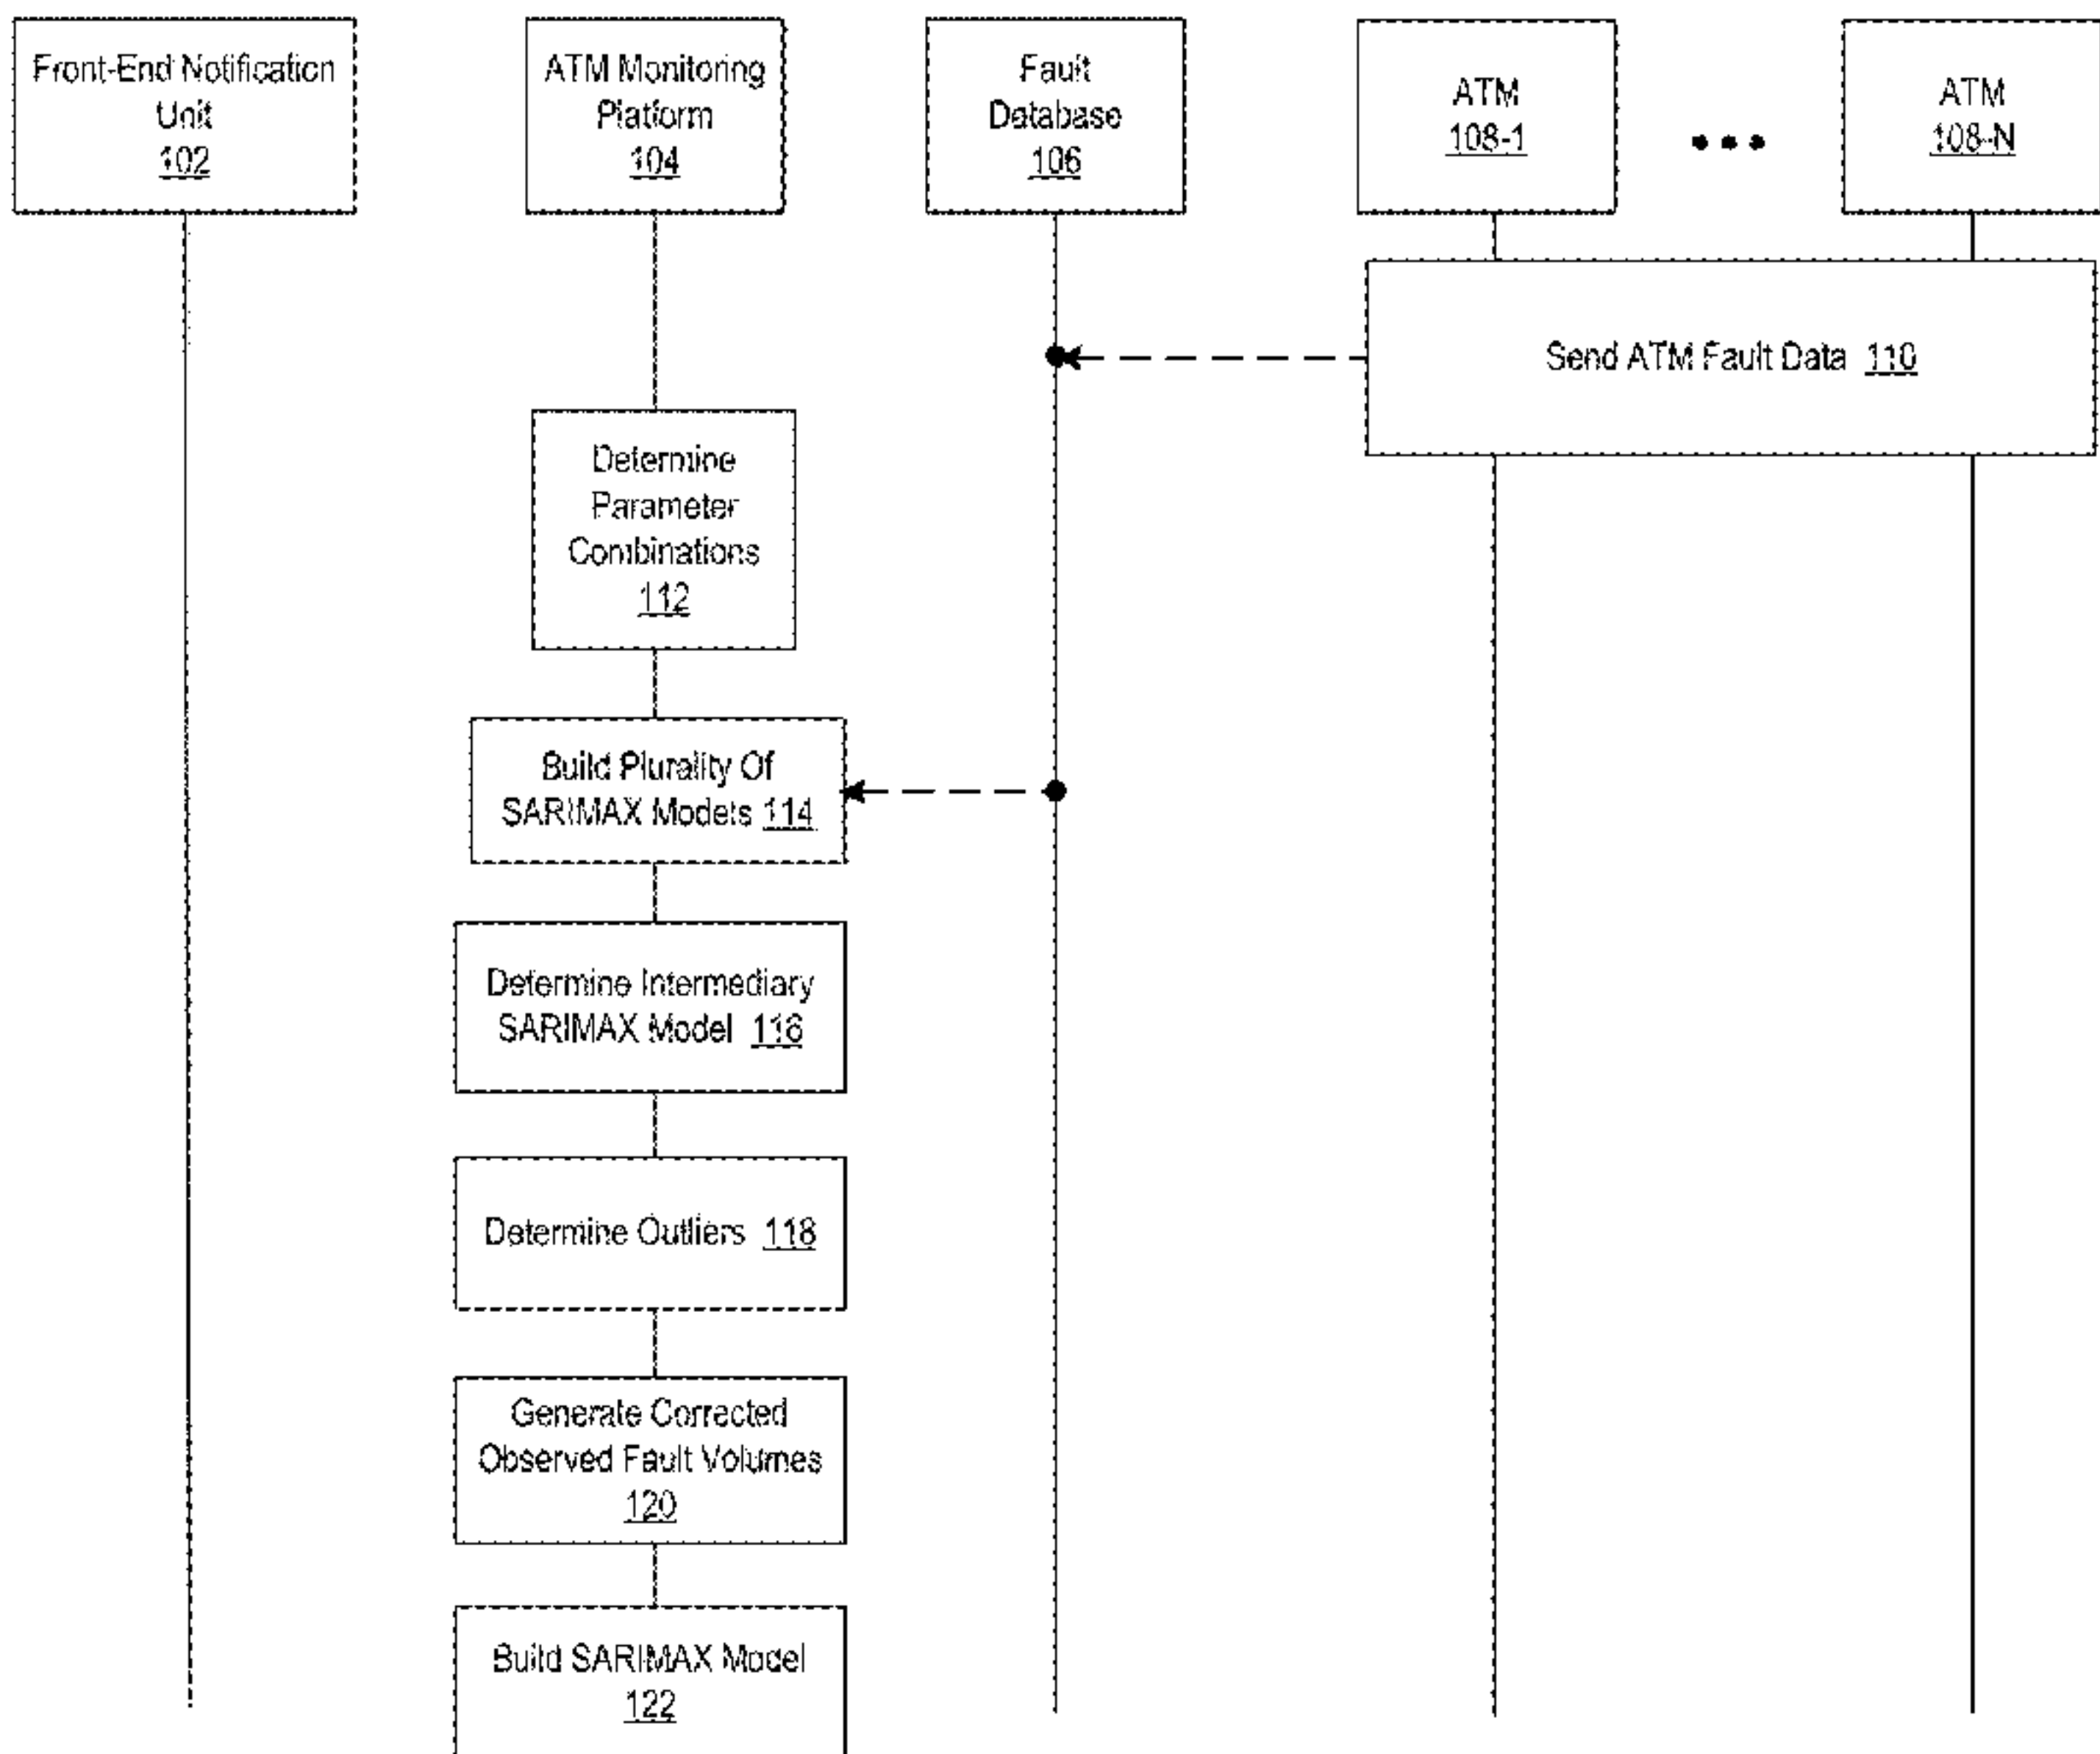 Front-End Notification
Unit
102
ATM Monitoring
Platform
104
Fault
Database
106
ATM
108-1
ATM
108-N
Send ATM Fault Data 110
Determine
Parameter
Combinations
112
Build Plurality Of
SARIMAX Models 114
Determine Intermediary
SARIMAX Model 116
Determine Outliers 118
Generate Corrected
Observed Fault Volumes
120
Build SARIMAX Model
122